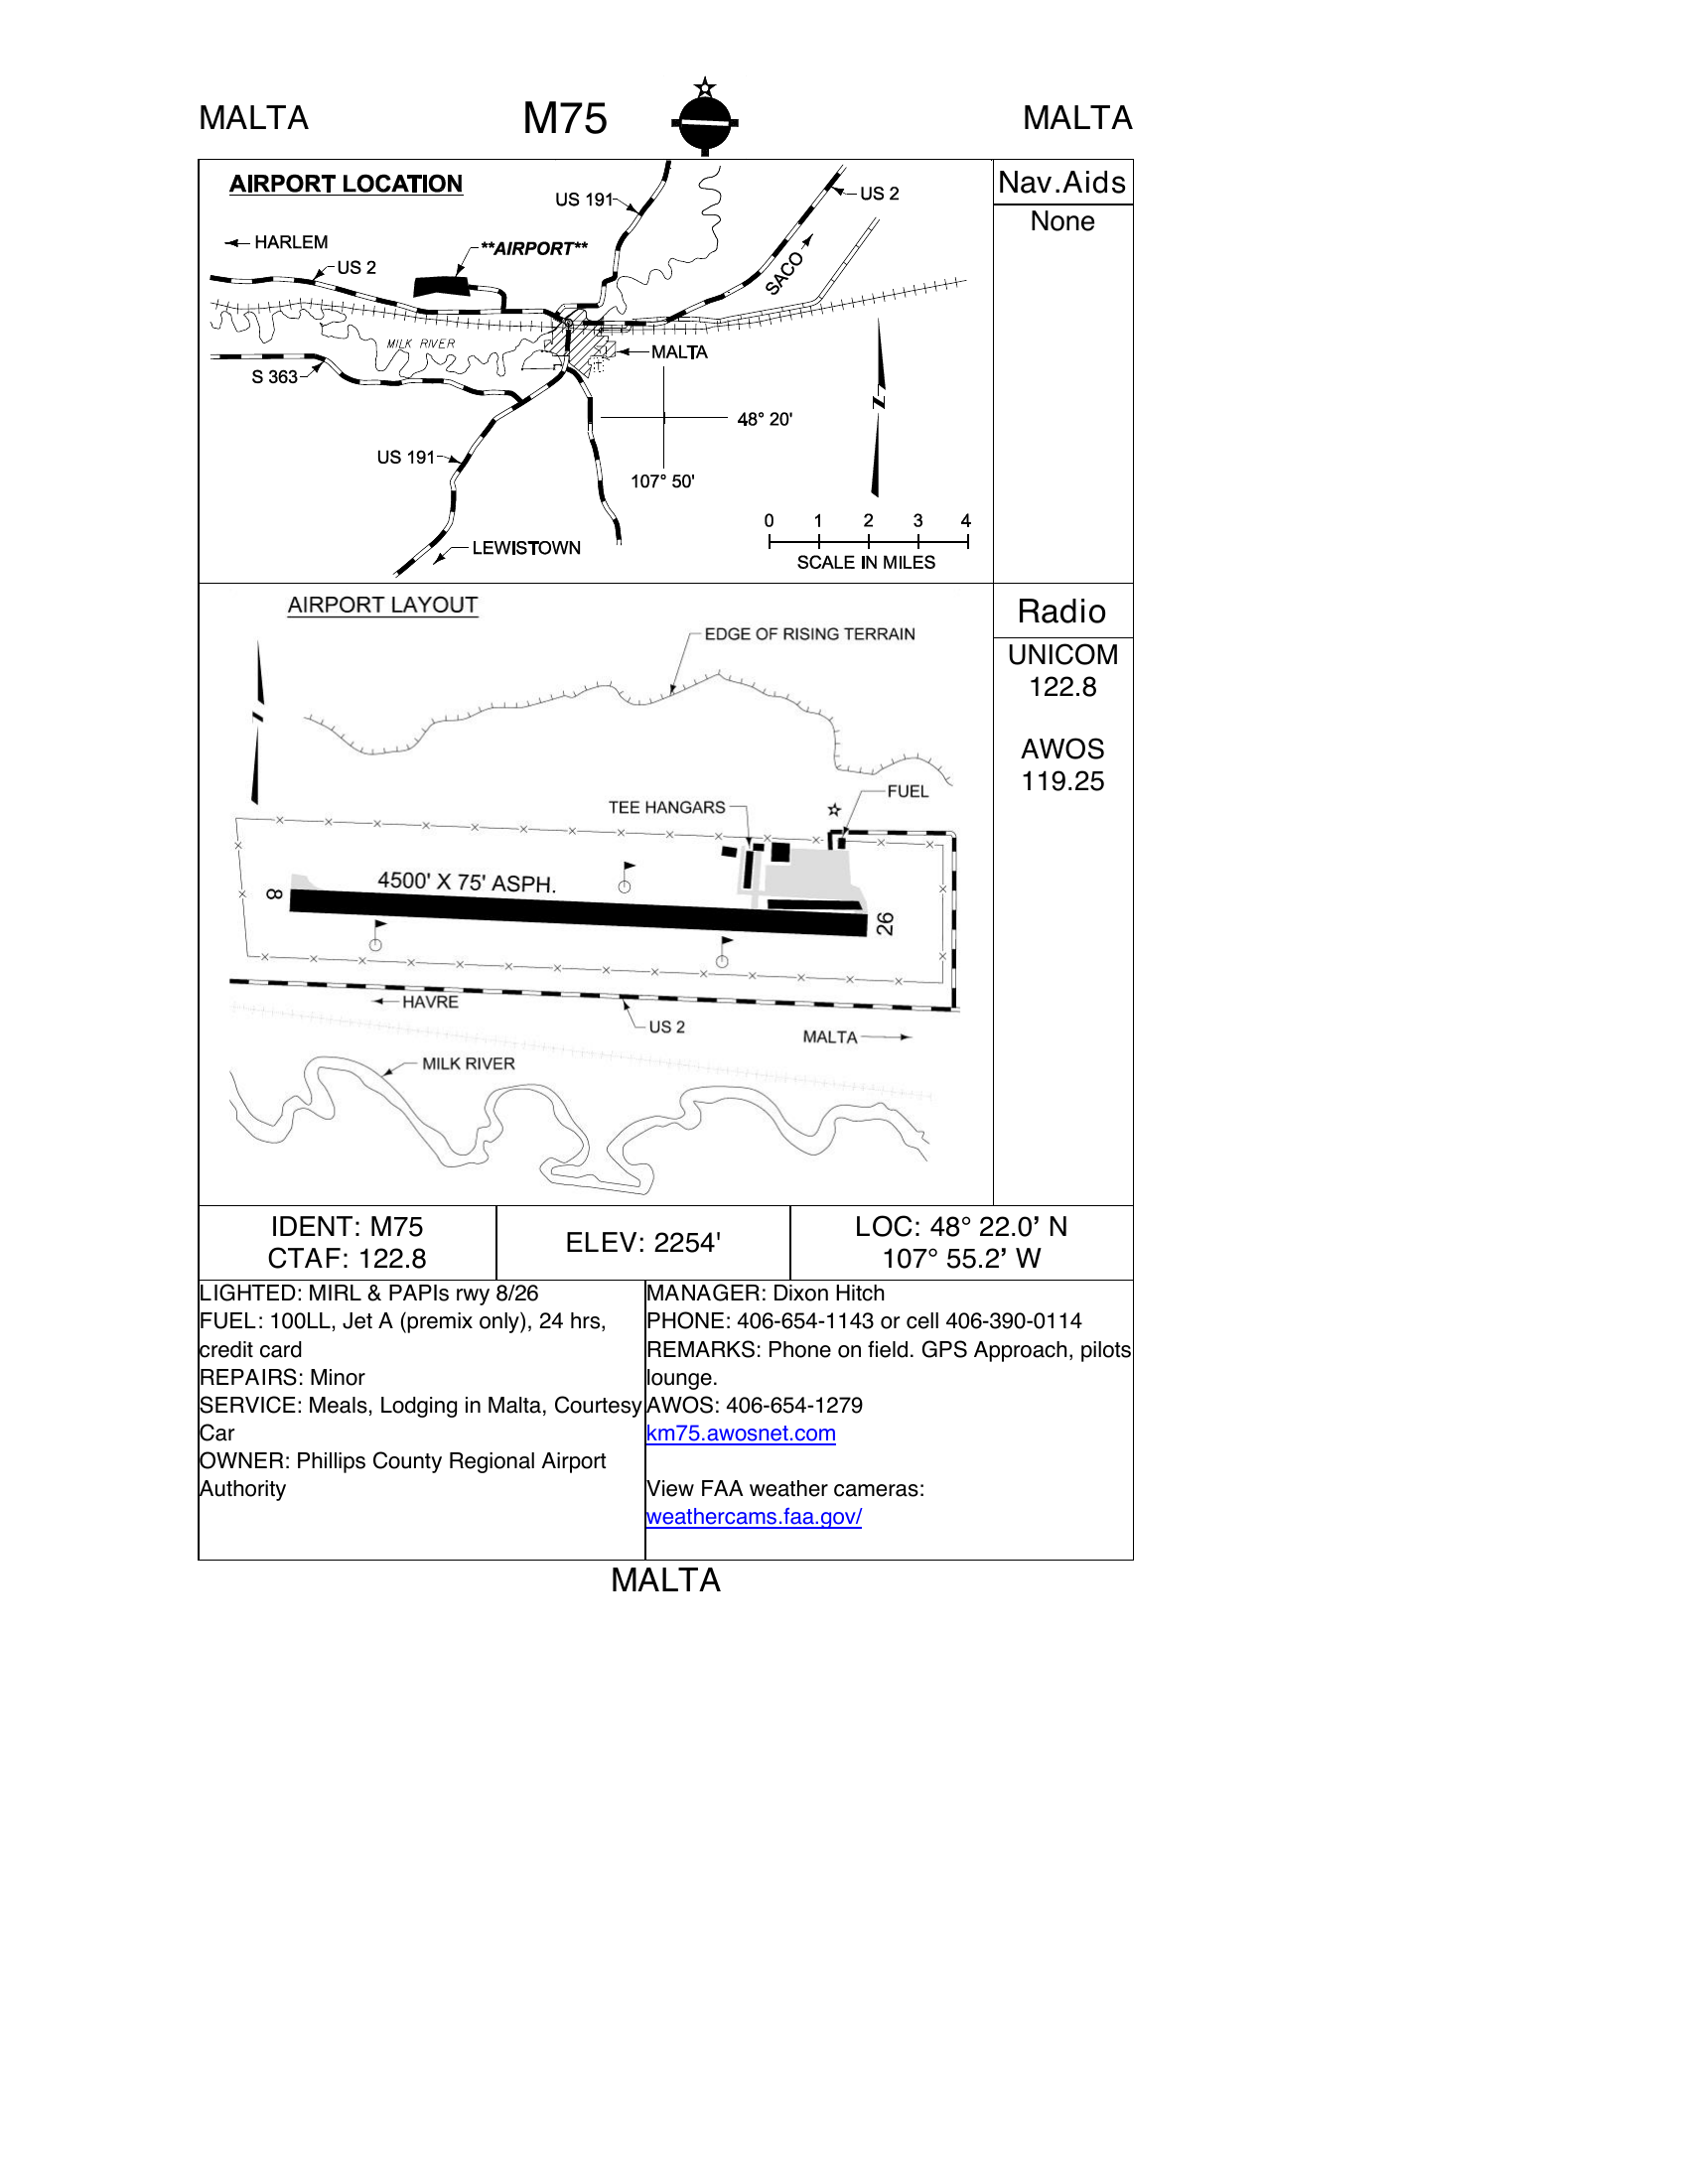 MALTA
M75
MALTA
AIRPORT LOCATION
Nav.Aids
None
US 191
US 2
HARLEM
**AIRPORT**
US 2
SACO
MILK RIVER
MALTA
S 363
48° 20'
US 191
107° 50'
N
0 1 2 3 4
SCALE IN MILES
LEWISTOWN
AIRPORT LAYOUT
Radio
UNICOM
122.8
AWOS
119.25
EDGE OF RISING TERRAIN
FUEL
TEE HANGARS
4500' X 75' ASPH.
8
26
HAVRE
US 2
MALTA
MILK RIVER
IDENT: M75
CTAF: 122.8
ELEV: 2254'
LOC: 48° 22.0’ N
107° 55.2’ W
LIGHTED: MIRL & PAPIs rwy 8/26
FUEL: 100LL, Jet A (premix only), 24 hrs,
credit card
REPAIRS: Minor
SERVICE: Meals, Lodging in Malta, Courtesy
Car
OWNER: Phillips County Regional Airport
Authority
MANAGER: Dixon Hitch
PHONE: 406-654-1143 or cell 406-390-0114
REMARKS: Phone on field. GPS Approach, pilots
lounge.
AWOS: 406-654-1279
km75.awosnet.com
View FAA weather cameras:
weathercams.faa.gov/
MALTA